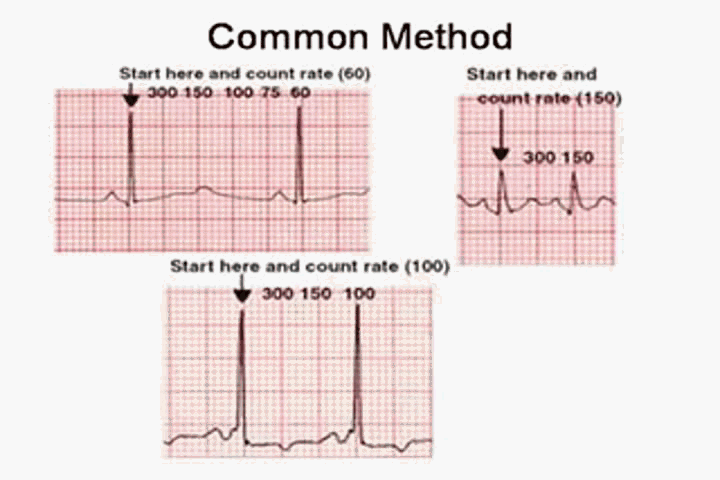 Common Method
Start here and count rate (60)
300 150 100 75 60
Start here and
count rate (150)
300 150
Start here and count rate (100)
300 150 100